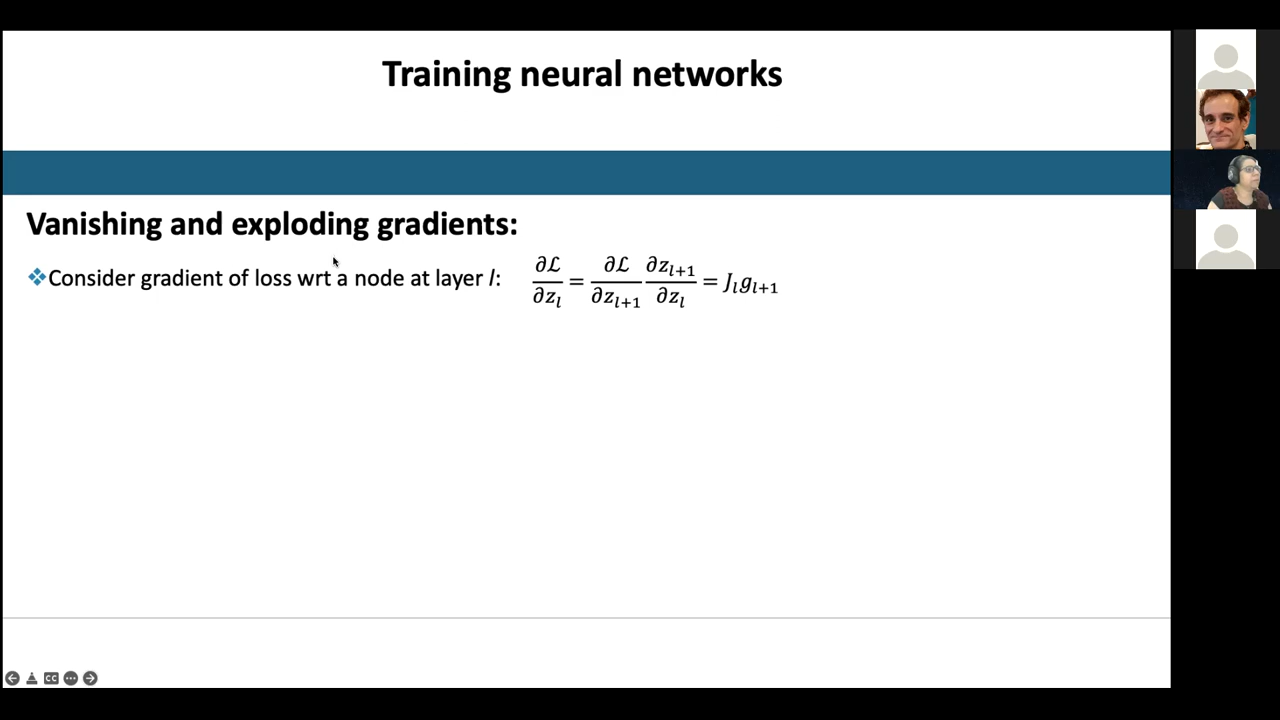 Training neural networks
Vanishing and exploding gradients:
❖Consider gradient of loss wrt a node at layer l: ∂ℒ/∂z_l = ∂ℒ/∂z_{l+1} ∂z_{l+1}/∂z_l = J_l g_{l+1}
CC